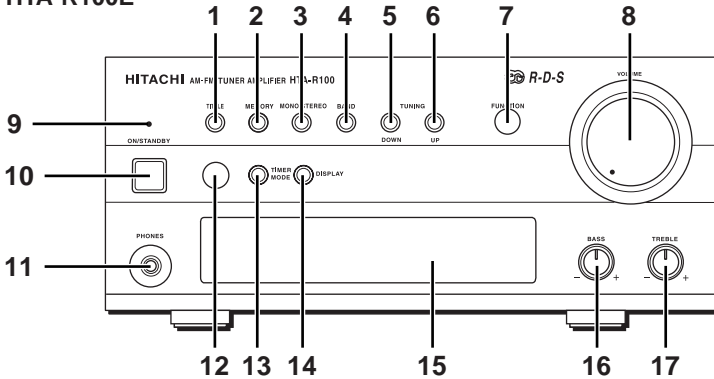 HTA-R100E
1 2 3 4 5 6 7 8
HITACHI AM-FM TUNER AMPLIFIER HTA-R100
R-D-S
VOLUME
TITLE MEMORY MONO/STEREO BAND TUNING FUNCTION
DOWN UP
9
ON/STANDBY
10
TIMER MODE
DISPLAY
PHONES
11
BASS TREBLE
- + - +
12 13 14 15 16 17